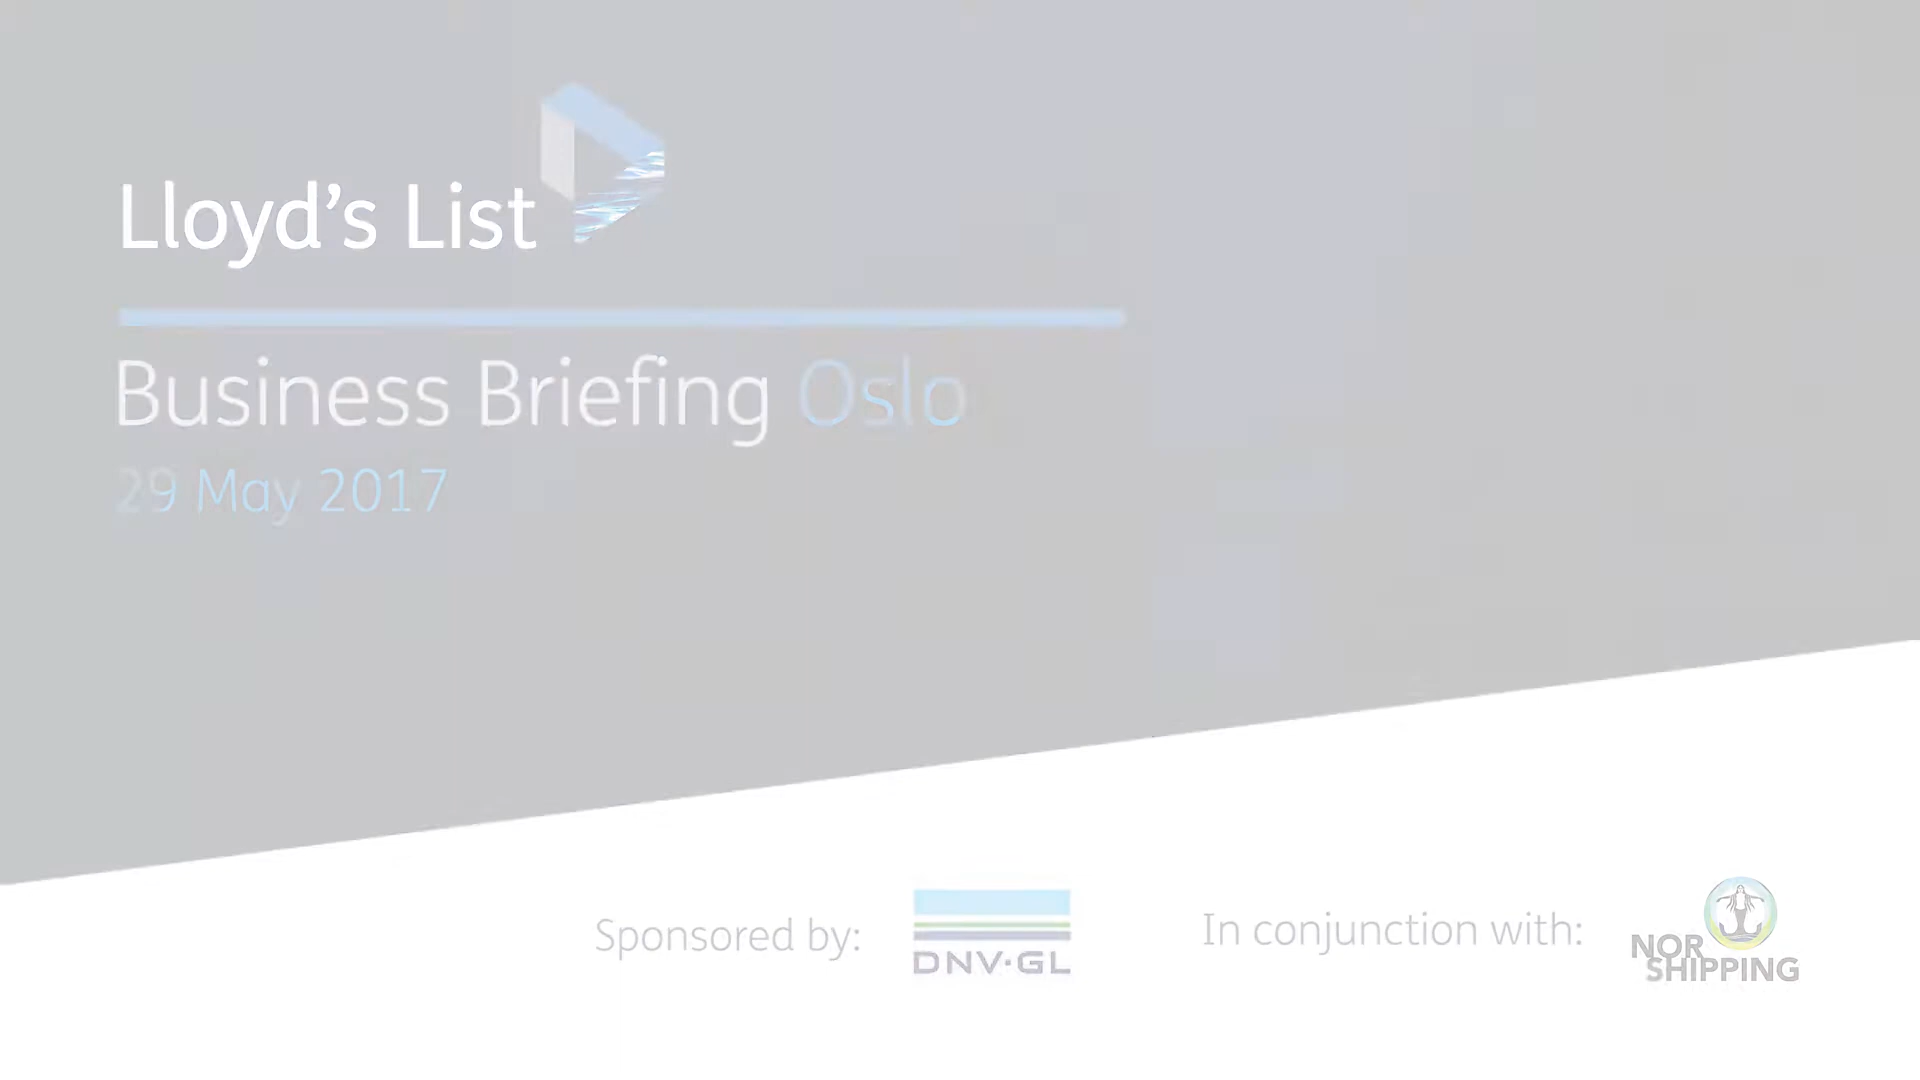 Lloyd’s List
Business Briefing Oslo
29 May 2017
Sponsored by:
DNV·GL
In conjunction with:
NOR
SHIPPING